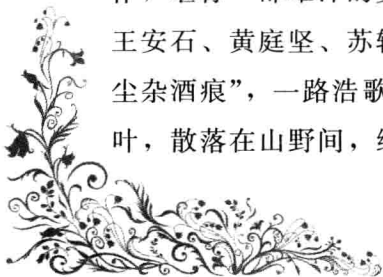 王安石、黄庭坚、苏轼
尘杂酒痕”，一路浩歌
叶，散落在山野间，